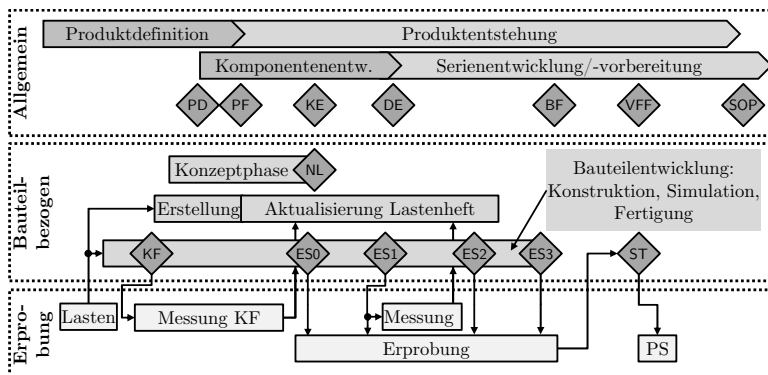 Allgemein
Produktdefinition
Produktentstehung
Komponentenentw.
Serienentwicklung/-vorbereitung
PD
PF
KE
DE
BF
VFF
SOP
Bauteil-
bezogen
Konzeptphase
NL
Bauteilentwicklung:
Konstruktion, Simulation,
Fertigung
Erstellung
Aktualisierung Lastenheft
KF
ES0
ES1
ES2
ES3
ST
Erpro-
bung
Lasten
Messung KF
Messung
Erprobung
PS